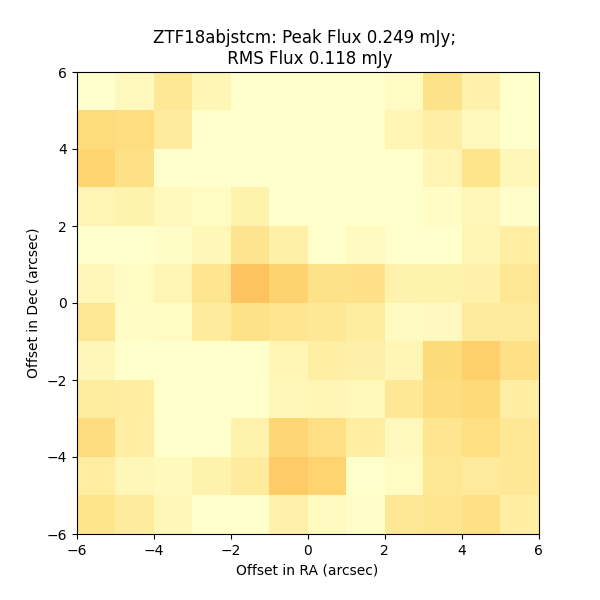 ZTF18abjstcm: Peak Flux 0.249 mJy;
RMS Flux 0.118 mJy
6
4
2
0
−2
−4
−6
Offset in Dec (arcsec)
−6 −4 −2 0 2 4 6
Offset in RA (arcsec)